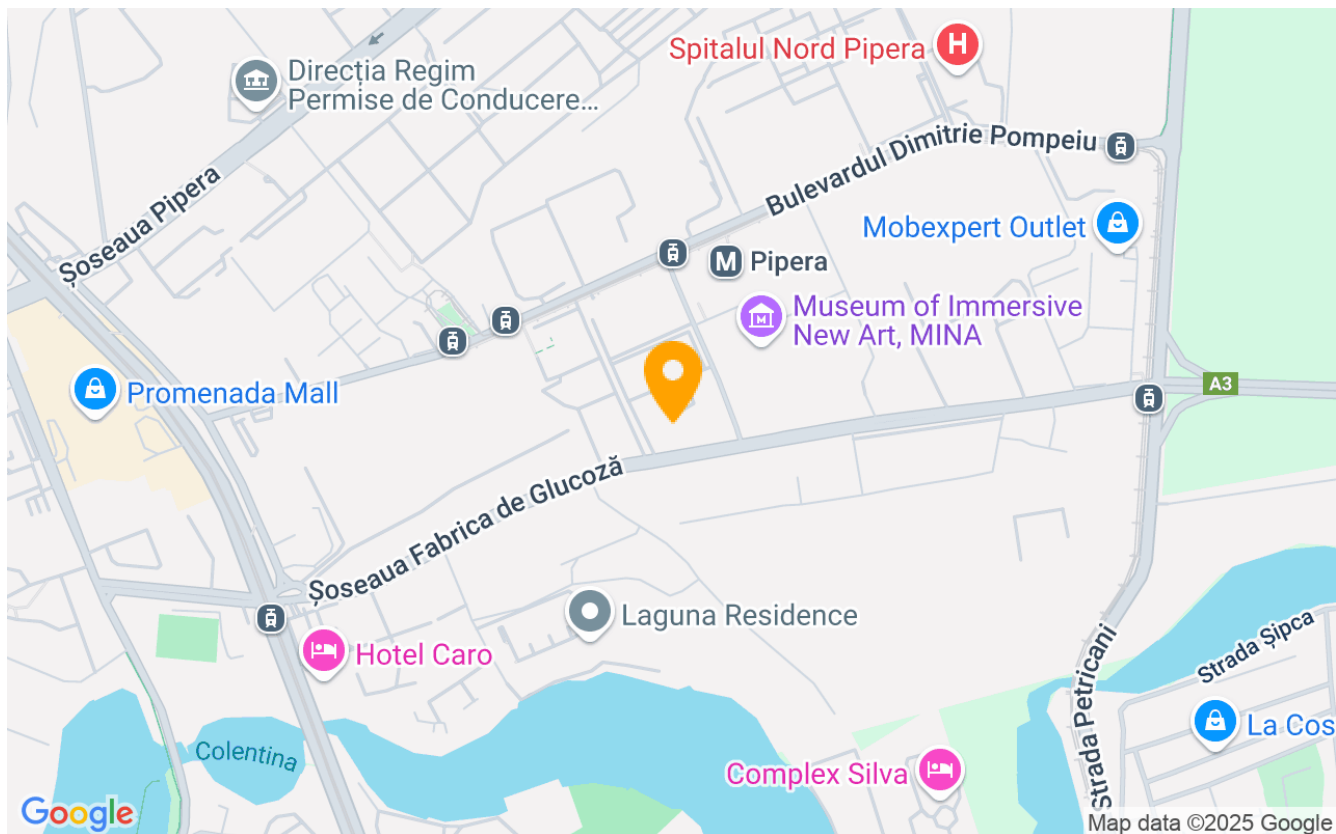 Spitalul Nord Pipera
H
Direcția Regim
Permise de Conducere...
Bulevardul Dimitrie Pompeiu
Șoseaua Pipera
Mobexpert Outlet
M Pipera
Museum of Immersive
New Art, MINA
Promenada Mall
A3
Șoseaua Fabrica de Glucoză
Laguna Residence
Hotel Caro
Strada Șipca
Strada Petricani
La Cos
Colentina
Complex Silva
Google
Map data ©2025 Google